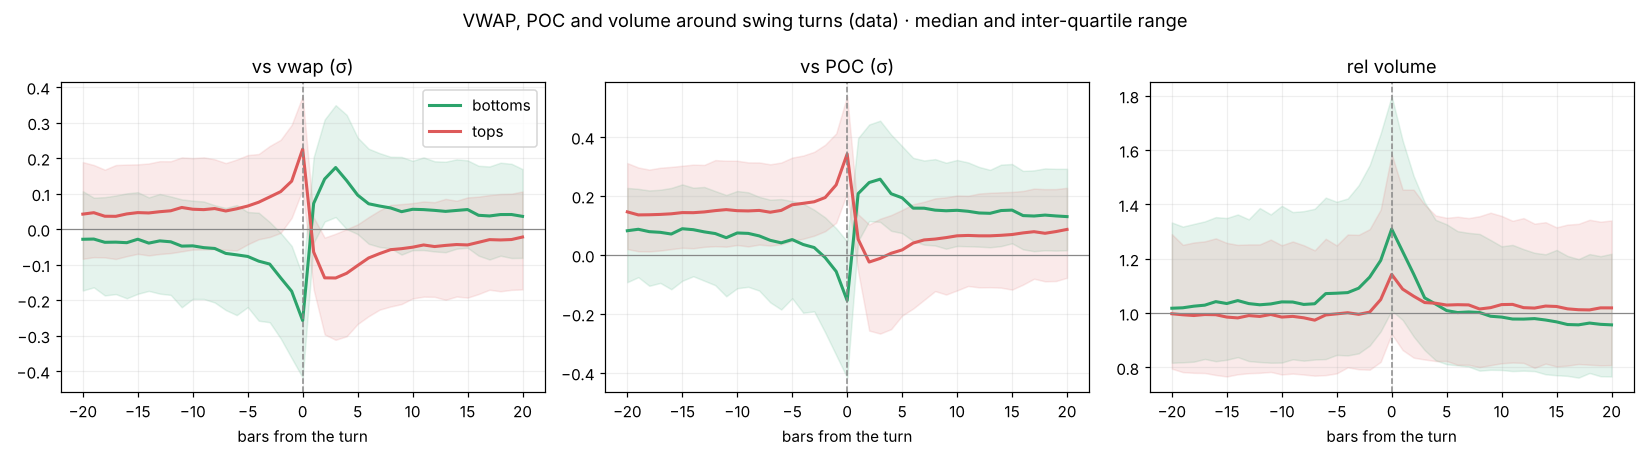 VWAP, POC and volume around swing turns (data) · median and inter-quartile range
vs vwap (σ)
0.4
0.3
0.2
0.1
0.0
−0.1
−0.2
−0.3
−0.4
bottoms
tops
−20 −15 −10 −5 0 5 10 15 20
bars from the turn
vs POC (σ)
0.4
0.2
0.0
−0.2
−0.4
−20 −15 −10 −5 0 5 10 15 20
bars from the turn
rel volume
1.8
1.6
1.4
1.2
1.0
0.8
−20 −15 −10 −5 0 5 10 15 20
bars from the turn